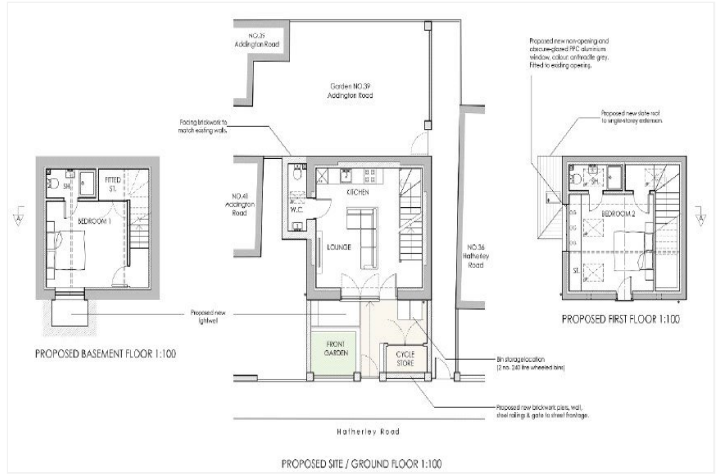 NO.39
Addington Road
Garden NO.39
Addington Road
Proposed new non-opening and
obscure-glazed PPC aluminium
window, colour: anthracite grey.
Fitted to existing opening.
Proposed new slate roof
to single-storey extension.
Facing brickwork to
match existing walls.
SH.
FITTED
ST.
BEDROOM 1
NO.41
Addington
Road
W.C.
KITCHEN
LOUNGE
NO.36
Hatherley
Road
SH.
BEDROOM 2
ST.
Proposed new
lightwell
PROPOSED BASEMENT FLOOR 1:100
PROPOSED FIRST FLOOR 1:100
FRONT
GARDEN
CYCLE
STORE
Bin storage location
(2 no. 240 litre wheeled bins)
Proposed new brickwork piers, wall,
steel railing & gate to street frontage.
Hatherley Road
PROPOSED SITE / GROUND FLOOR 1:100